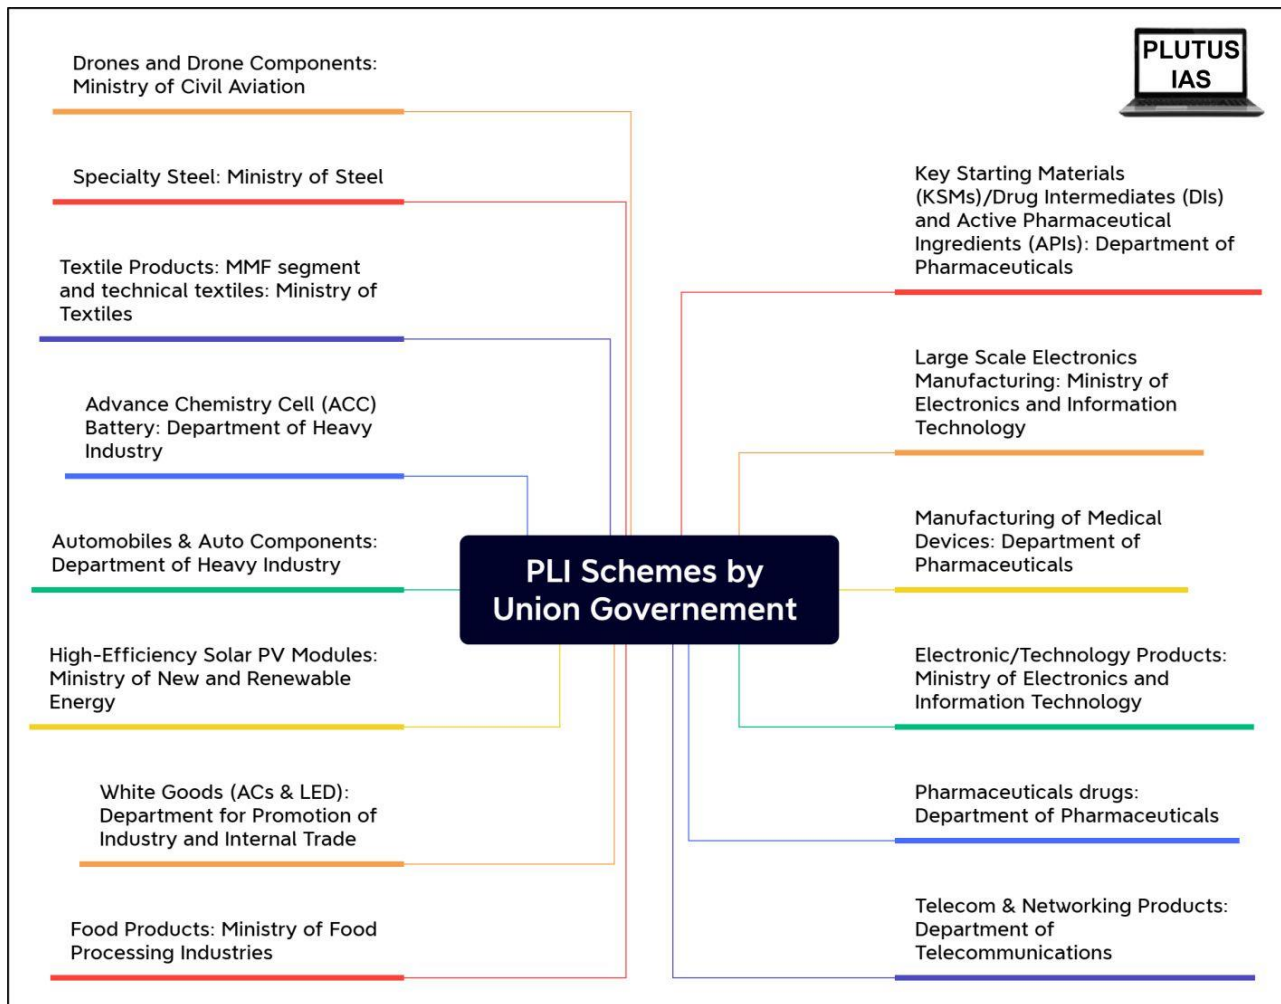 PLUTUS
IAS
Drones and Drone Components:
Ministry of Civil Aviation
Specialty Steel: Ministry of Steel
Textile Products: MMF segment
and technical textiles: Ministry of
Textiles
Advance Chemistry Cell (ACC)
Battery: Department of Heavy
Industry
Automobiles & Auto Components:
Department of Heavy Industry
High-Efficiency Solar PV Modules:
Ministry of New and Renewable
Energy
White Goods (ACs & LED):
Department for Promotion of
Industry and Internal Trade
Food Products: Ministry of Food
Processing Industries
PLI Schemes by
Union Governement
Key Starting Materials
(KSMs)/Drug Intermediates (DIs)
and Active Pharmaceutical
Ingredients (APIs): Department of
Pharmaceuticals
Large Scale Electronics
Manufacturing: Ministry of
Electronics and Information
Technology
Manufacturing of Medical
Devices: Department of
Pharmaceuticals
Electronic/Technology Products:
Ministry of Electronics and
Information Technology
Pharmaceuticals drugs:
Department of Pharmaceuticals
Telecom & Networking Products:
Department of
Telecommunications